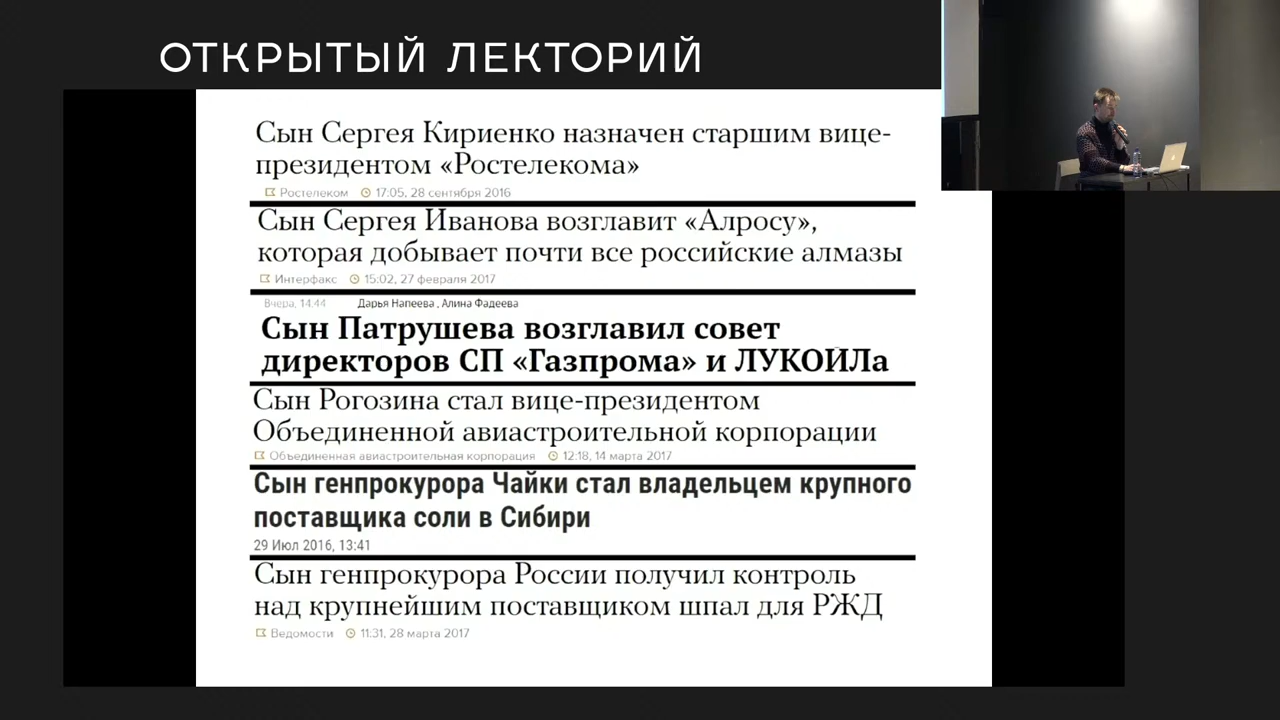 ОТКРЫТЫЙ ЛЕКТОРИЙ
Сын Сергея Кириенко назначен старшим вице-
президентом «Ростелекома»
Ростелеком 17:05, 28 сентября 2016
Сын Сергея Иванова возглавит «Алросу»,
которая добывает почти все российские алмазы
Интерфакс 15:02, 27 февраля 2017
Вчера, 14:44 Дарья Напеева , Алина Фадеева
Сын Патрушева возглавил совет
директоров СП «Газпрома» и ЛУКОЙЛа
Сын Рогозина стал вице-президентом
Объединенной авиастроительной корпорации
Объединенная авиастроительная корпорация 12:18, 14 марта 2017
Сын генпрокурора Чайки стал владельцем крупного
поставщика соли в Сибири
29 Июл 2016, 13:41
Сын генпрокурора России получил контроль
над крупнейшим поставщиком шпал для РЖД
Ведомости 11:31, 28 марта 2017